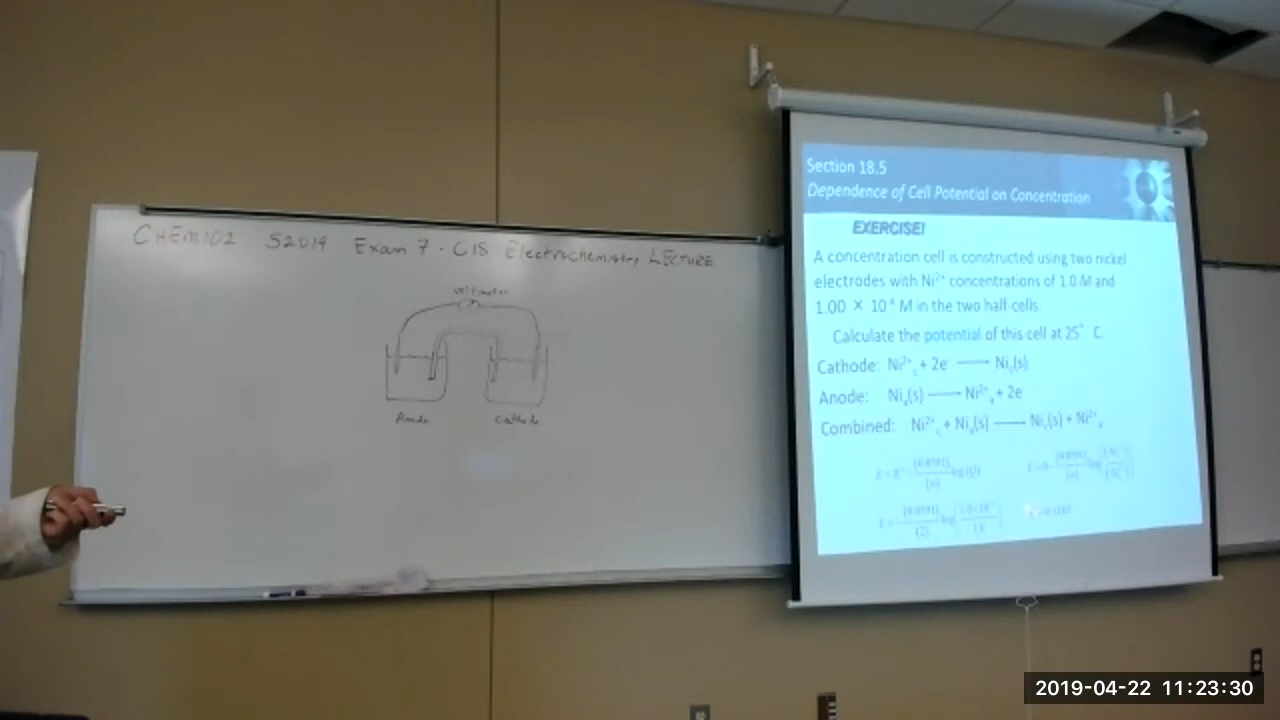 CHEM102 S2019 Exam 7 - C18 Electrochemistry LECTURE
voltmeter
Anode
cathode
Section 18.5
Dependence of Cell Potential on Concentration
EXERCISE!
A concentration cell is constructed using two nickel
electrodes with Ni²⁺ concentrations of 1.0 M and
1.00 × 10⁻⁴ M in the two half-cells.
Calculate the potential of this cell at 25° C.
Cathode: Ni²⁺c + 2e⁻ → Nic(s)
Anode: Nia(s) → Ni²⁺a + 2e
Combined: Ni²⁺c + Nia(s) → Nic(s) + Ni²⁺a
2019-04-22 11:23:30